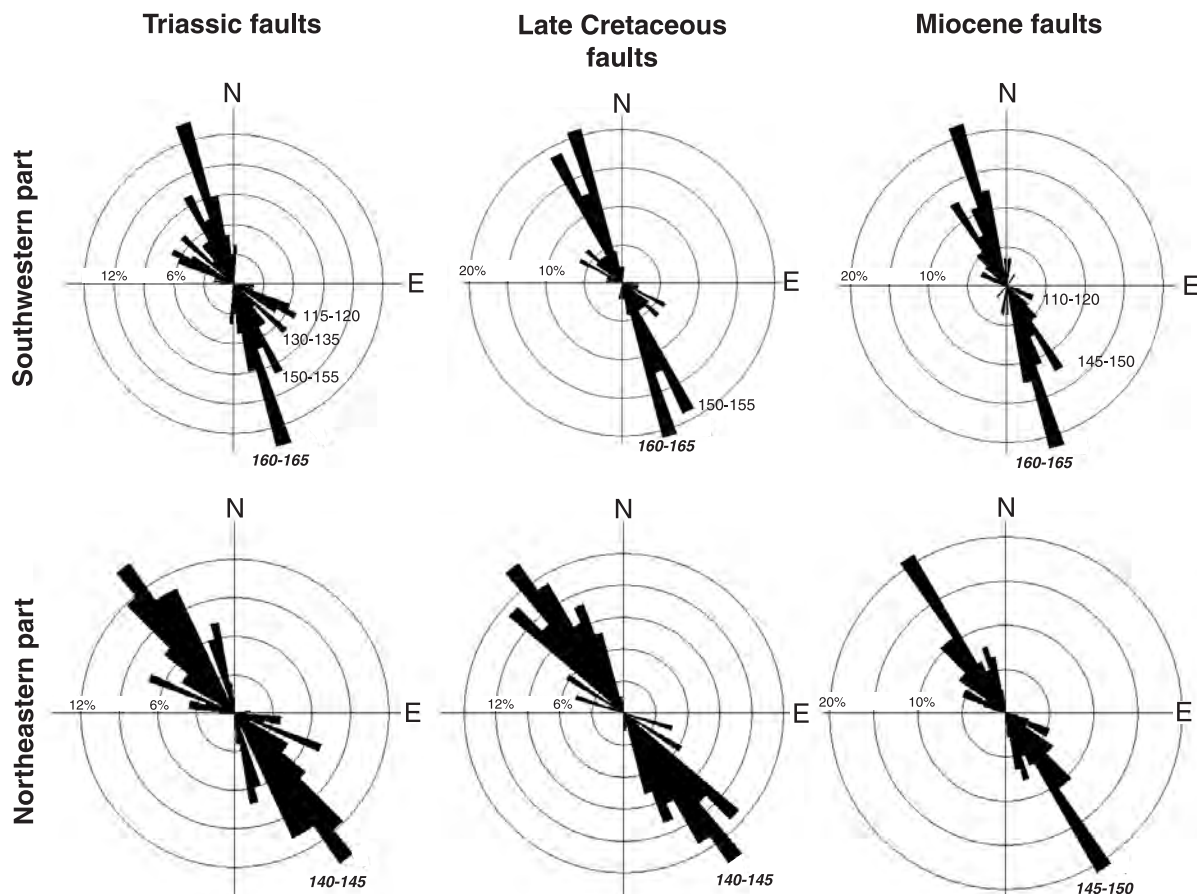 Triassic faults
Late Cretaceous
faults
Miocene faults
Southwestern part
N
E
12%
6%
115-120
130-135
150-155
160-165
N
E
20%
10%
150-155
160-165
N
E
20%
10%
110-120
145-150
160-165
Northeastern part
N
E
12%
6%
140-145
N
E
12%
6%
140-145
N
E
20%
10%
145-150